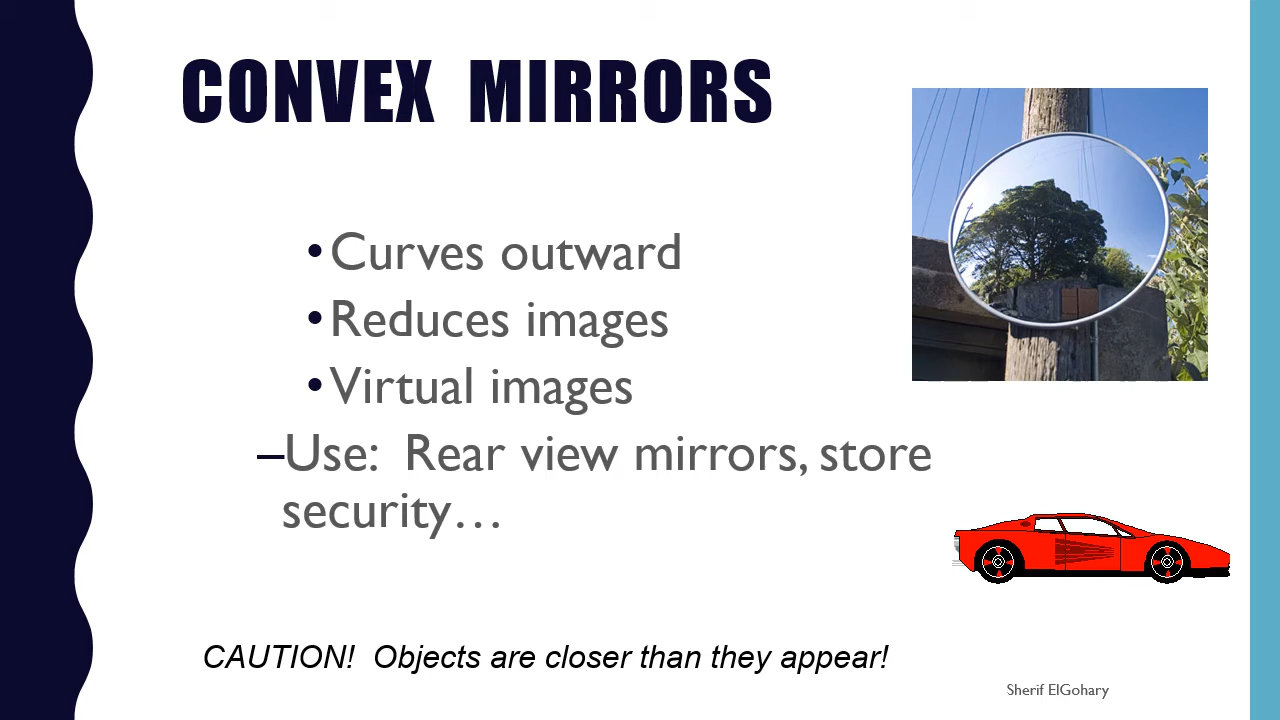 CONVEX MIRRORS
•Curves outward
•Reduces images
•Virtual images
–Use: Rear view mirrors, store
security…
CAUTION! Objects are closer than they appear!
Sherif ElGohary